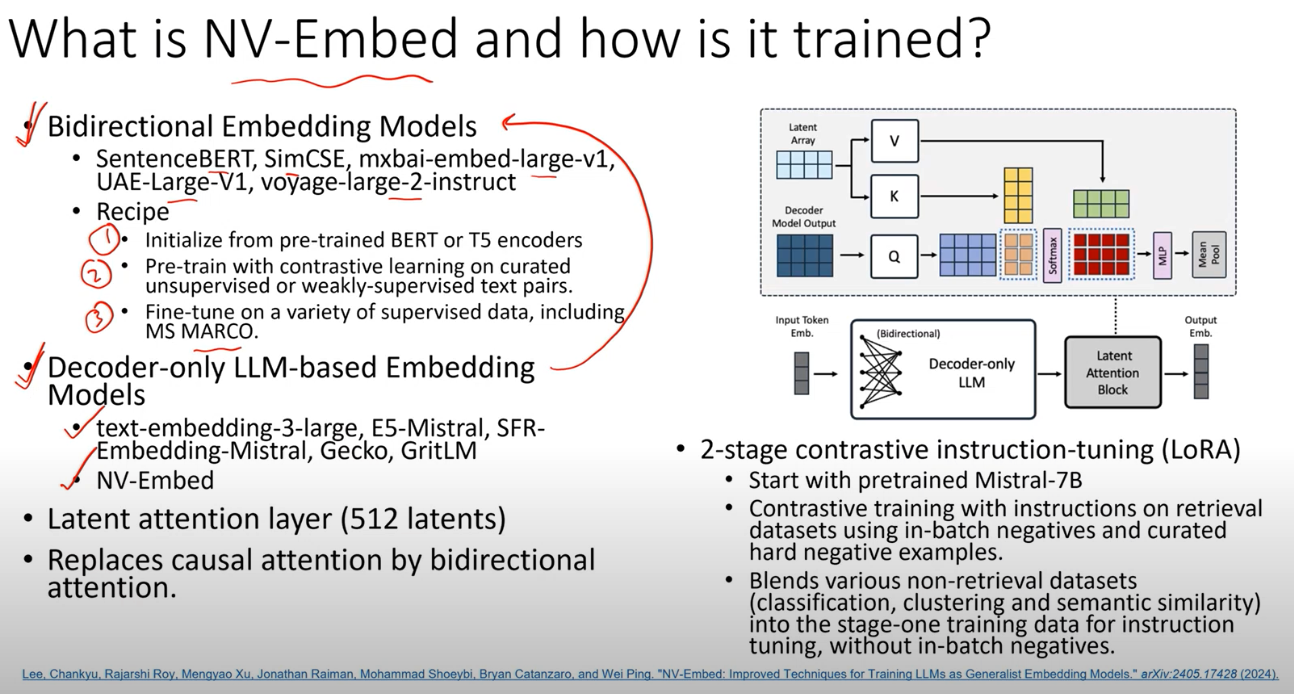 What is NV-Embed and how is it trained?
• Bidirectional Embedding Models
• SentenceBERT, SimCSE, mxbai-embed-large-v1,
UAE-Large-V1, voyage-large-2-instruct
• Recipe
1 • Initialize from pre-trained BERT or T5 encoders
2 • Pre-train with contrastive learning on curated
unsupervised or weakly-supervised text pairs.
3 • Fine-tune on a variety of supervised data, including
MS MARCO.
• Decoder-only LLM-based Embedding
Models
• text-embedding-3-large, E5-Mistral, SFR-
Embedding-Mistral, Gecko, GritLM
• NV-Embed
• Latent attention layer (512 latents)
• Replaces causal attention by bidirectional
attention.
Latent
Array
V
K
Decoder
Model Output
Q
Softmax
MLP
Mean
Pool
Input Token
Emb.
(Bidirectional)
Decoder-only
LLM
Latent
Attention
Block
Output
Emb.
• 2-stage contrastive instruction-tuning (LoRA)
• Start with pretrained Mistral-7B
• Contrastive training with instructions on retrieval
datasets using in-batch negatives and curated
hard negative examples.
• Blends various non-retrieval datasets
(classification, clustering and semantic similarity)
into the stage-one training data for instruction
tuning, without in-batch negatives.
Lee, Chankyu, Rajarshi Roy, Mengyao Xu, Jonathan Raiman, Mohammad Shoeybi, Bryan Catanzaro, and Wei Ping. "NV-Embed: Improved Techniques for Training LLMs as Generalist Embedding Models." arXiv:2405.17428 (2024).